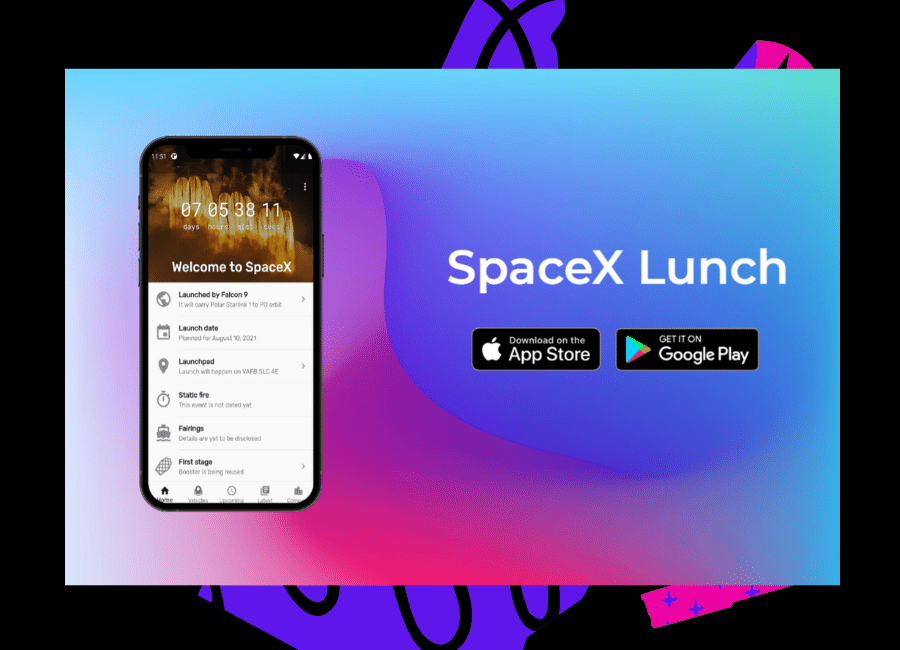 11:51
07 05 38 11
days hours mins secs
Welcome to SpaceX
Launched by Falcon 9
It will carry Polar Starlink 1 to PO orbit
Launch date
Planned for August 10, 2021
Launchpad
Launch will happen on VAFB SLC 4E
Static fire
This event is not dated yet
Fairings
Details are yet to be disclosed
First stage
Booster is being reused
Home Vehicles Upcoming Latest
SpaceX Lunch
Download on the
App Store
GET IT ON
Google Play